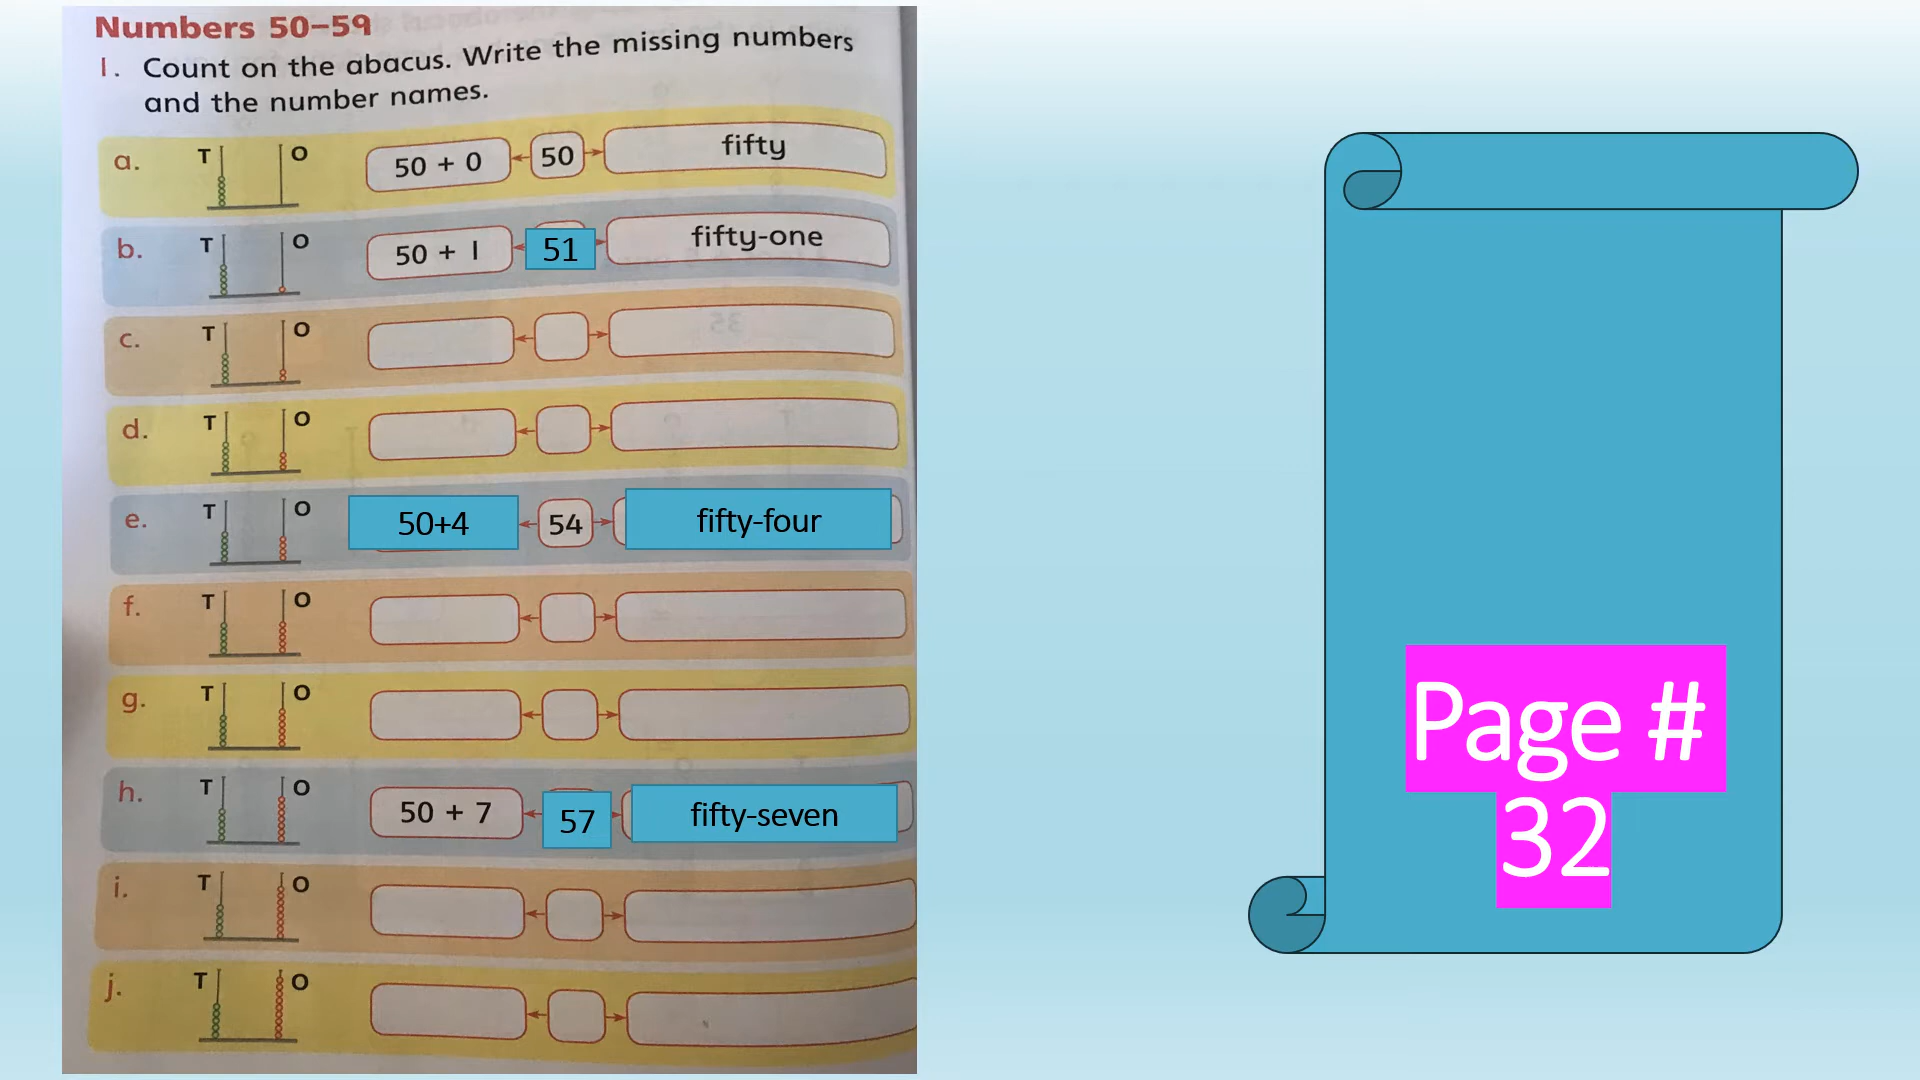 Numbers 50–59
1. Count on the abacus. Write the missing numbers
and the number names.
a. T O 50 + 0 50 fifty
b. T O 50 + 1 51 fifty-one
c. T O
d. T O
e. T O 50+4 54 fifty-four
f. T O
g. T O
h. T O 50 + 7 57 fifty-seven
i. T O
j. T O
Page #
32